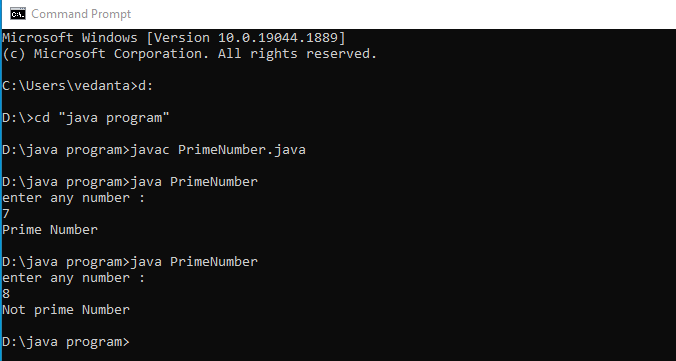 Command Prompt
Microsoft Windows [Version 10.0.19044.1889]
(c) Microsoft Corporation. All rights reserved.
C:\Users\vedanta>d:
D:\>cd "java program"
D:\java program>javac PrimeNumber.java
D:\java program>java PrimeNumber
enter any number :
7
Prime Number
D:\java program>java PrimeNumber
enter any number :
8
Not prime Number
D:\java program>